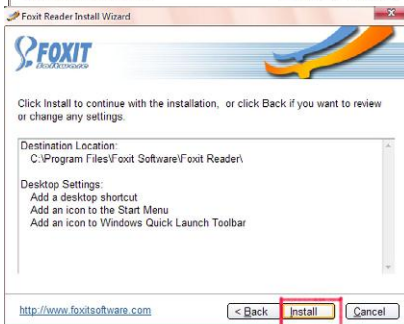 Foxit Reader Install Wizard
FOXIT
Software
Click Install to continue with the installation, or click Back if you want to review
or change any settings.
Destination Location:
C:\Program Files\Foxit Software\Foxit Reader\
Desktop Settings:
Add a desktop shortcut
Add an icon to the Start Menu
Add an icon to Windows Quick Launch Toolbar
http://www.foxitsoftware.com
< Back
Install
Cancel